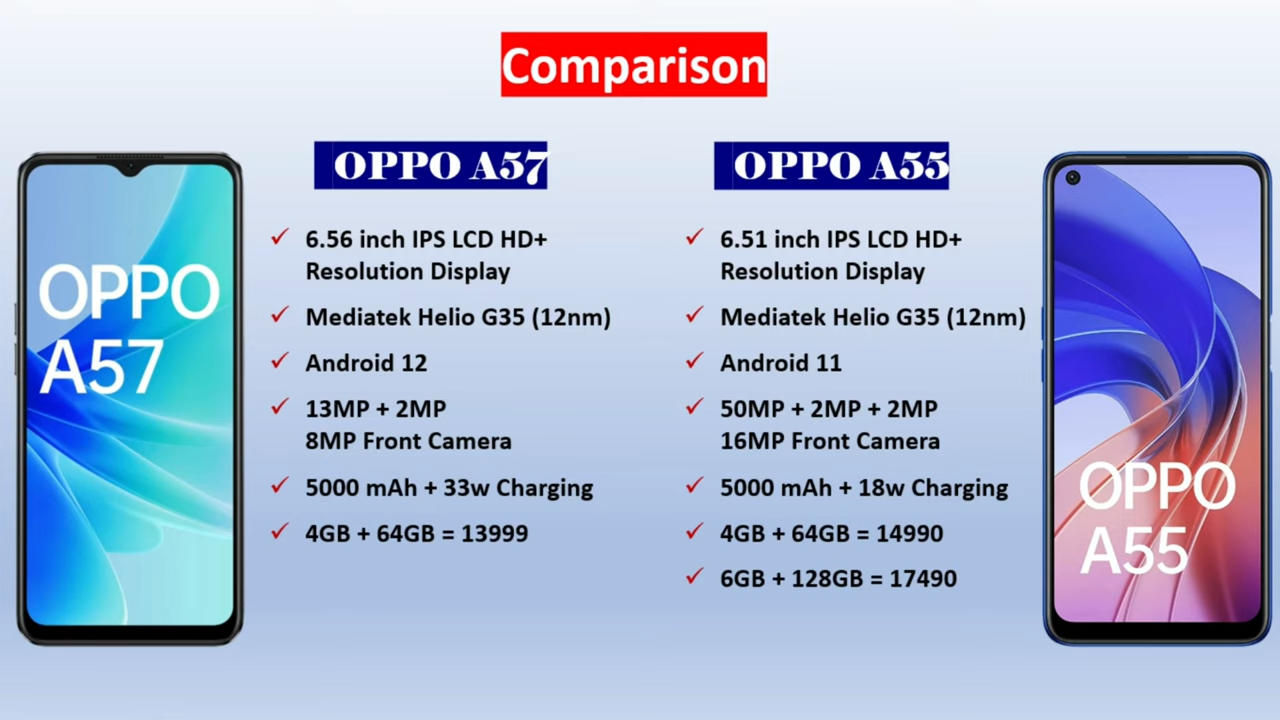 Comparison
OPPO A57
6.56 inch IPS LCD HD+
Resolution Display
Mediatek Helio G35 (12nm)
Android 12
13MP + 2MP
8MP Front Camera
5000 mAh + 33w Charging
4GB + 64GB = 13999
OPPO A55
6.51 inch IPS LCD HD+
Resolution Display
Mediatek Helio G35 (12nm)
Android 11
50MP + 2MP + 2MP
16MP Front Camera
5000 mAh + 18w Charging
4GB + 64GB = 14990
6GB + 128GB = 17490
OPPO
A57
OPPO
A55